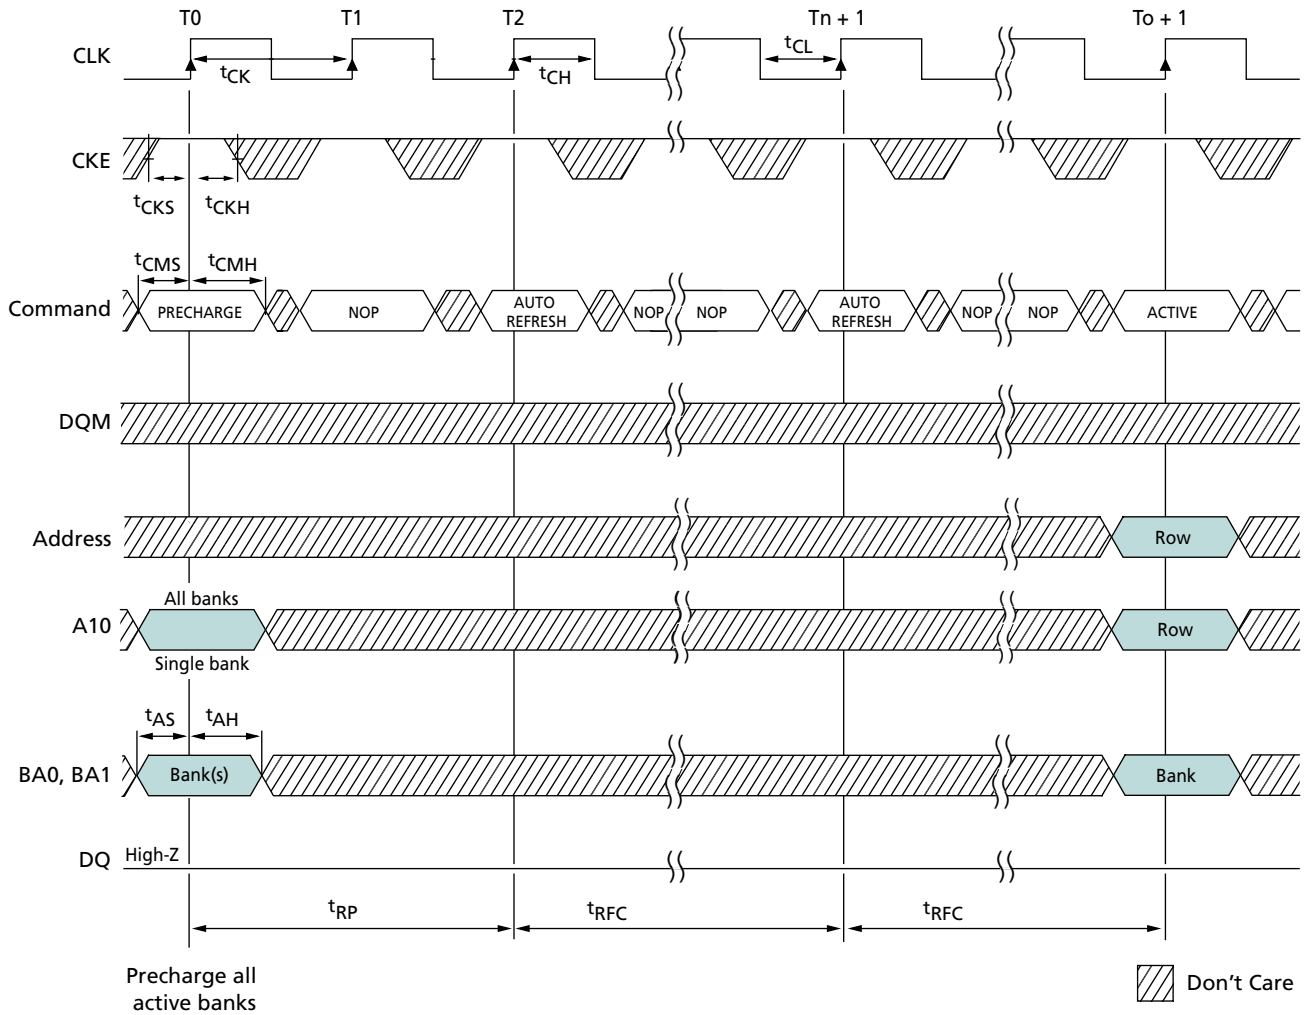 T0 T1 T2 Tn + 1 To + 1
CLK
tCK tCH tCL
CKE
tCKS tCKH
tCMS tCMH
Command PRECHARGE NOP AUTO REFRESH NOP NOP AUTO REFRESH NOP NOP ACTIVE
DQM
Address Row
All banks
A10 Row
Single bank
tAS tAH
BA0, BA1 Bank(s) Bank
DQ High-Z
tRP tRFC tRFC
Precharge all
active banks
Don't Care